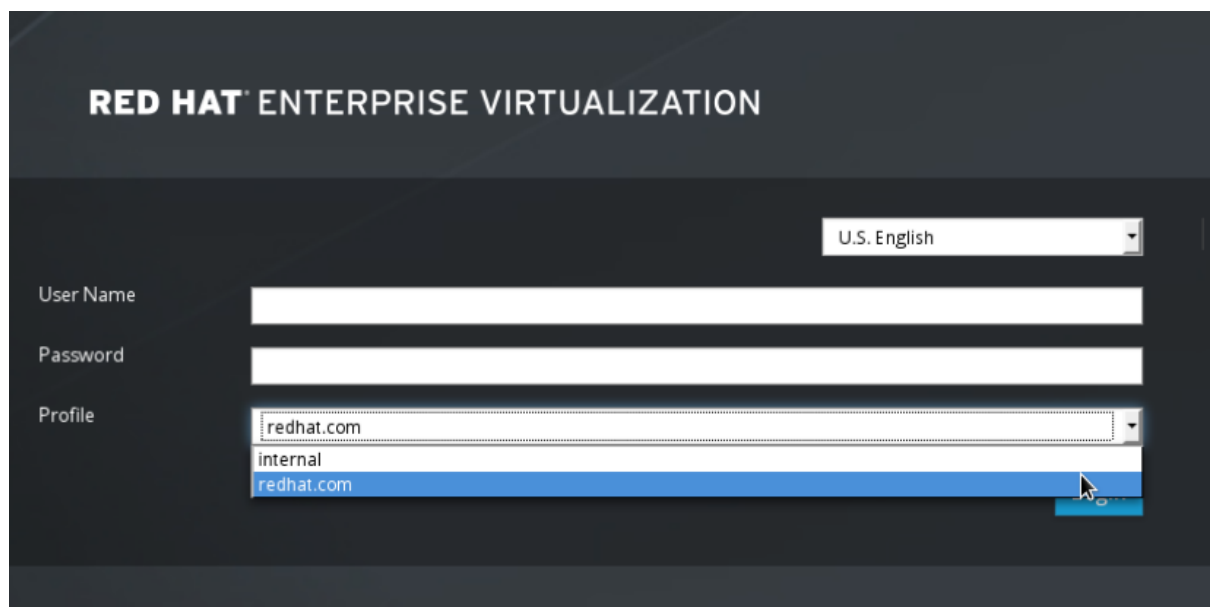 RED HAT® ENTERPRISE VIRTUALIZATION
U.S. English
User Name
Password
Profile
redhat.com
internal
redhat.com